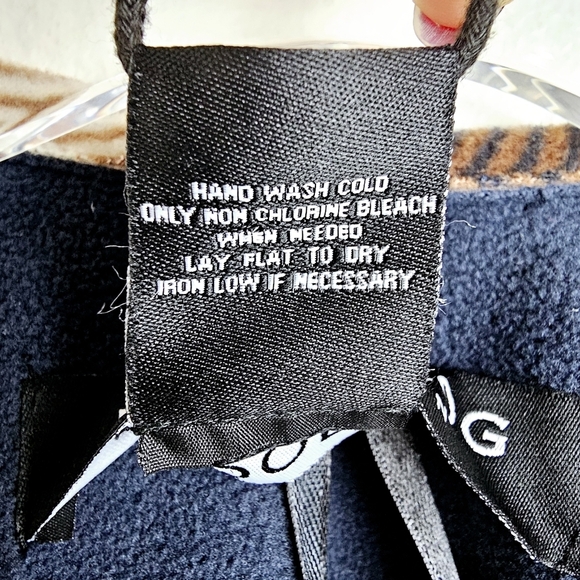 HAND WASH COLD
ONLY NON CHLORINE BLEACH
WHEN NEEDED
LAY FLAT TO DRY
IRON LOW IF NECESSARY